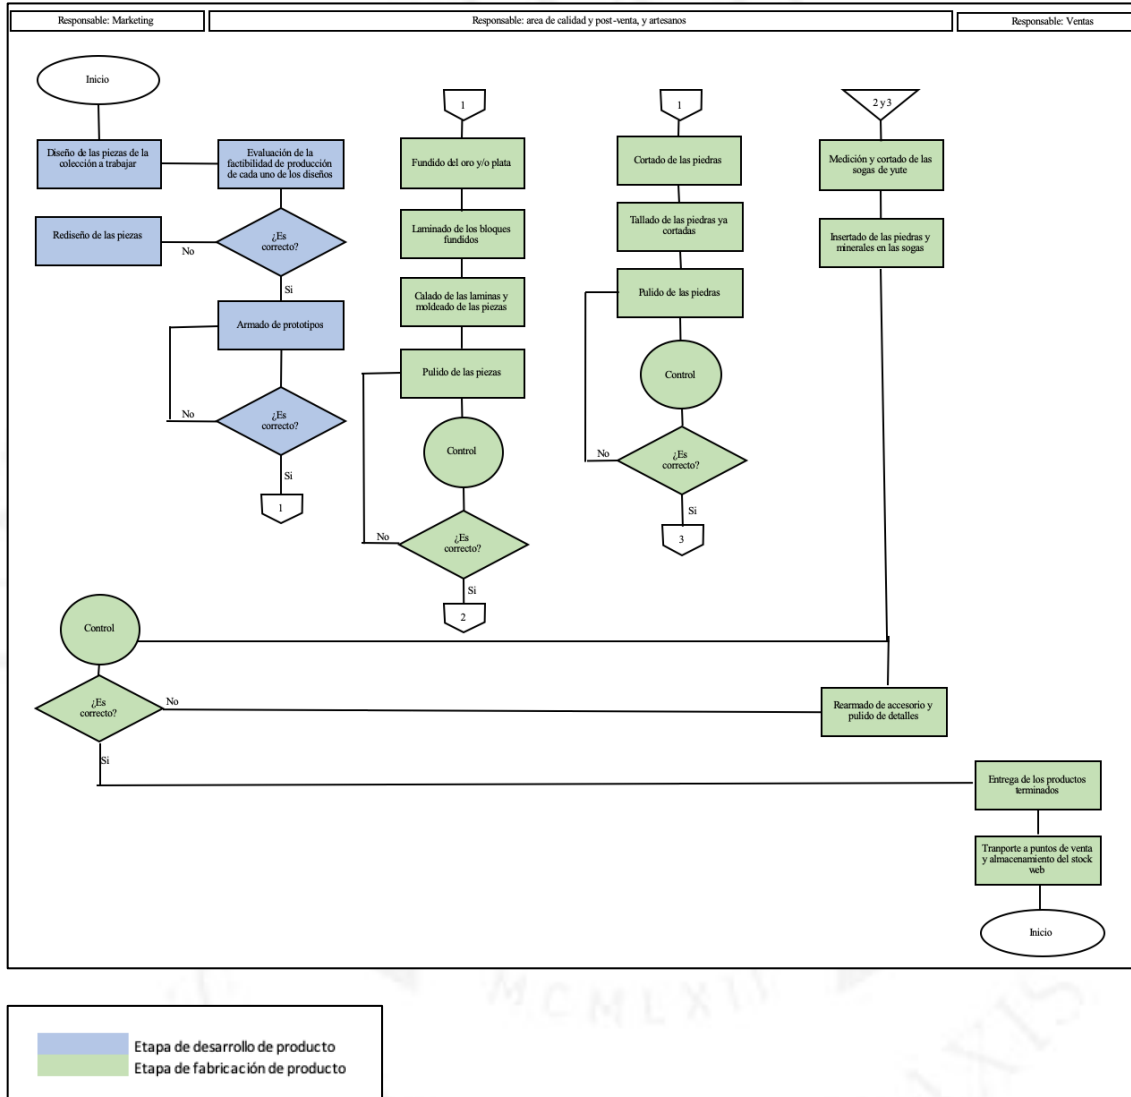 Responsable: Marketing
Responsable: area de calidad y post-venta, y artesanos
Responsable: Ventas
Inicio
Diseño de las piezas de la
colección a trabajar
Evaluación de la
factibilidad de producción
de cada uno de los diseños
Rediseño de las piezas
No
¿Es
correcto?
Si
Armado de prototipos
No
¿Es
correcto?
Si
1
1
Fundido del oro y/o plata
Laminado de los bloques
fundidos
Calado de las laminas y
moldeado de las piezas
Pulido de las piezas
Control
No
¿Es
correcto?
Si
2
1
Cortado de las piedras
Tallado de las piedras ya
cortadas
Pulido de las piedras
Control
No
¿Es
correcto?
Si
3
2 y 3
Medición y cortado de las
sogas de yute
Insertado de las piedras y
minerales en las sogas
Control
¿Es
correcto?
No
Si
Rearmado de accesorio y
pulido de detalles
Entrega de los productos
terminados
Tranporte a puntos de venta
y almacenamiento del stock
web
Inicio
MCMLXII
Etapa de desarrollo de producto
Etapa de fabricación de producto